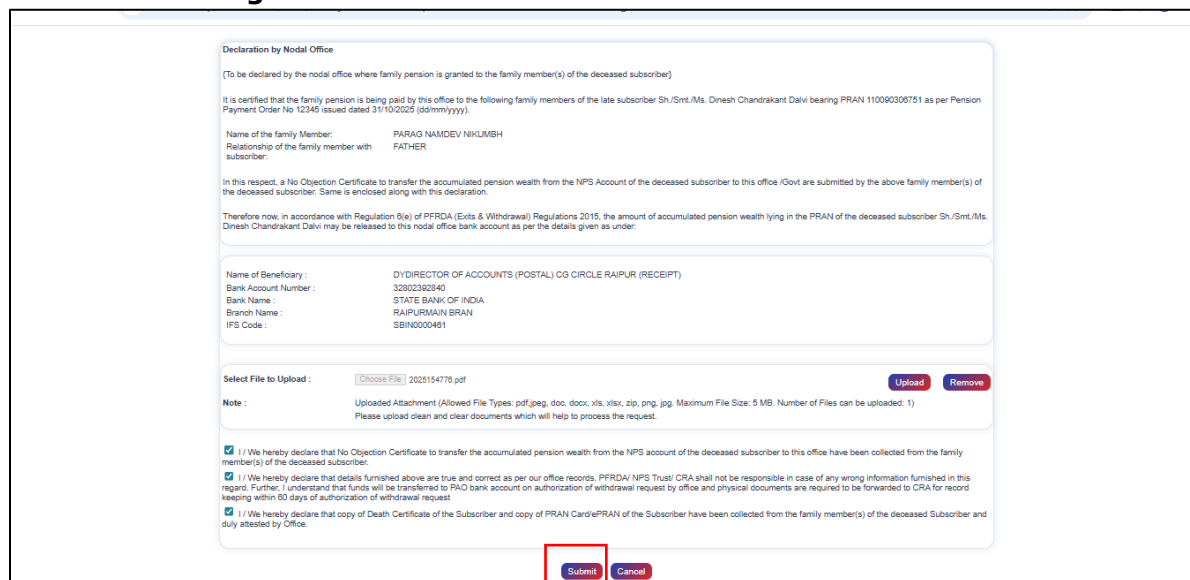 Declaration by Nodal Office
{To be declared by the nodal office where family pension is granted to the family member(s) of the deceased subscriber}
It is certified that the family pension is being paid by this office to the following family members of the late subscriber Sh./Smt./Ms. Dinesh Chandrakant Dalvi bearing PRAN 110090306751 as per Pension
Payment Order No 12345 issued dated 31/10/2025 (dd/mm/yyyy).
Name of the family Member: PARAG NAMDEV NIKUMBH
Relationship of the family member with FATHER
subscriber:
In this respect, a No Objection Certificate to transfer the accumulated pension wealth from the NPS Account of the deceased subscriber to this office /Govt are submitted by the above family member(s) of
the deceased subscriber. Same is enclosed along with this declaration.
Therefore now, in accordance with Regulation 6(e) of PFRDA (Exits & Withdrawal) Regulations 2015, the amount of accumulated pension wealth lying in the PRAN of the deceased subscriber Sh./Smt./Ms.
Dinesh Chandrakant Dalvi may be released to this nodal office bank account as per the details given as under:
Name of Beneficiary : DYDIRECTOR OF ACCOUNTS (POSTAL) CG CIRCLE RAIPUR (RECEIPT)
Bank Account Number : 32802392840
Bank Name : STATE BANK OF INDIA
Branch Name : RAIPURMAIN BRAN
IFS Code : SBIN0000461
Select File to Upload : Choose File 2025154776.pdf Upload Remove
Note : Uploaded Attachment (Allowed File Types: pdf,jpeg, doc, docx, xls, xlsx, zip, png, jpg. Maximum File Size: 5 MB. Number of Files can be uploaded: 1)
Please upload clean and clear documents which will help to process the request.
I / We hereby declare that No Objection Certificate to transfer the accumulated pension wealth from the NPS account of the deceased subscriber to this office have been collected from the family
member(s) of the deceased subscriber.
I / We hereby declare that details furnished above are true and correct as per our office records. PFRDA/ NPS Trust/ CRA shall not be responsible in case of any wrong information furnished in this
regard. Further, I understand that funds will be transferred to PAO bank account on authorization of withdrawal request by office and physical documents are required to be forwarded to CRA for record
keeping within 60 days of authorization of withdrawal request
I / We hereby declare that copy of Death Certificate of the Subscriber and copy of PRAN Card/ePRAN of the Subscriber have been collected from the family member(s) of the deceased Subscriber and
duly attested by Office.
Submit Cancel